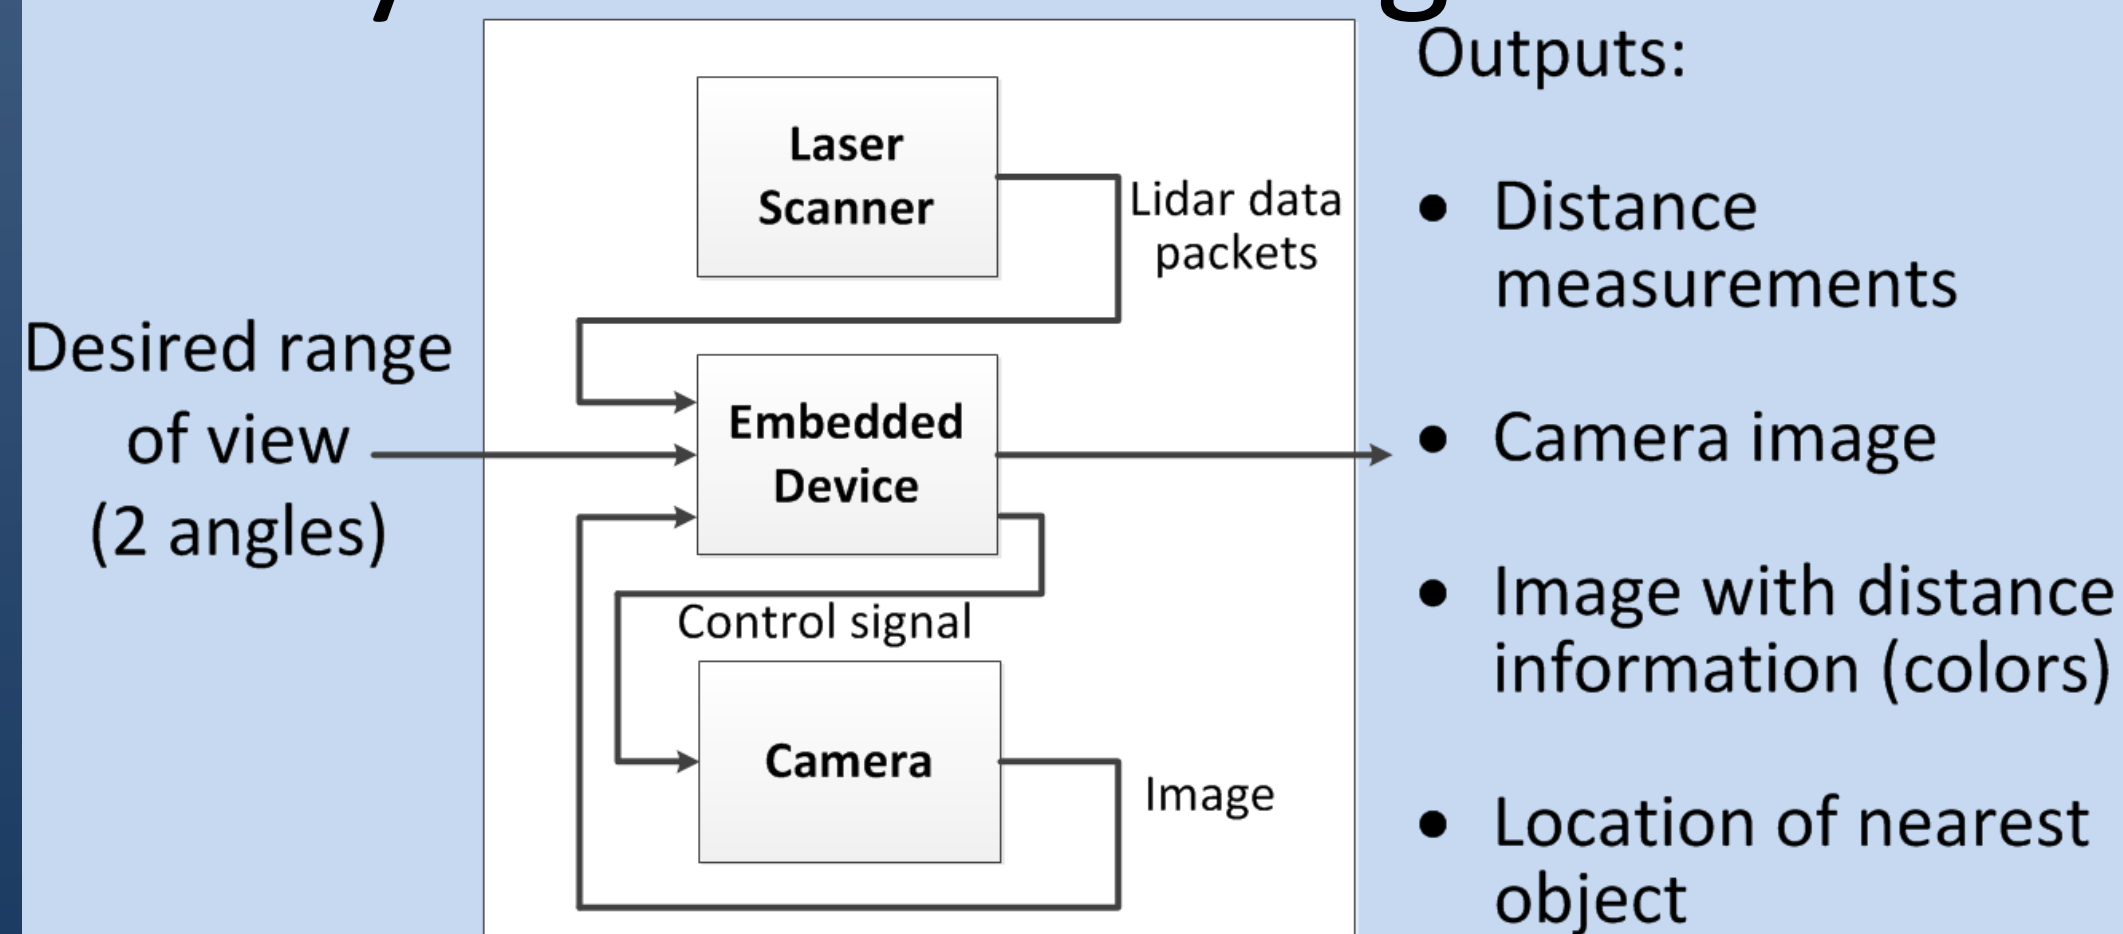 Desired range
of view
(2 angles)
Laser
Scanner
Lidar data
packets
Embedded
Device
Control signal
Camera
Image
Outputs:
• Distance
measurements
• Camera image
• Image with distance
information (colors)
• Location of nearest
object